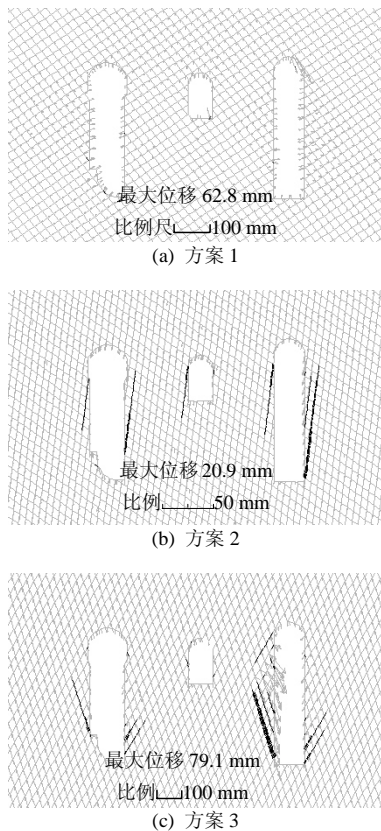 最大位移 62.8 mm
比例尺 100 mm
(a) 方案 1
最大位移 20.9 mm
比例 50 mm
(b) 方案 2
最大位移 79.1 mm
比例 100 mm
(c) 方案 3